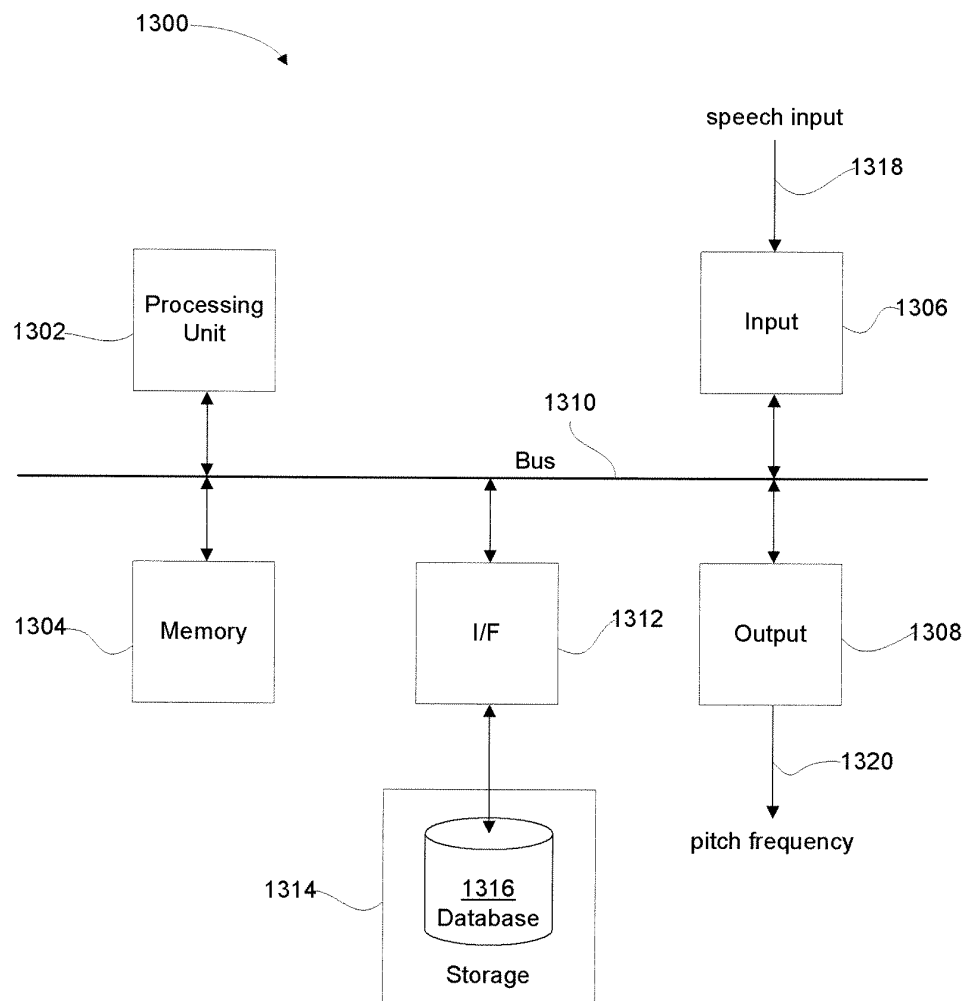 1300
speech input
1318
Processing
Unit
1302
Input
1306
1310
Bus
1304
Memory
I/F
1312
Output
1308
1320
pitch frequency
1314
1316
Database
Storage